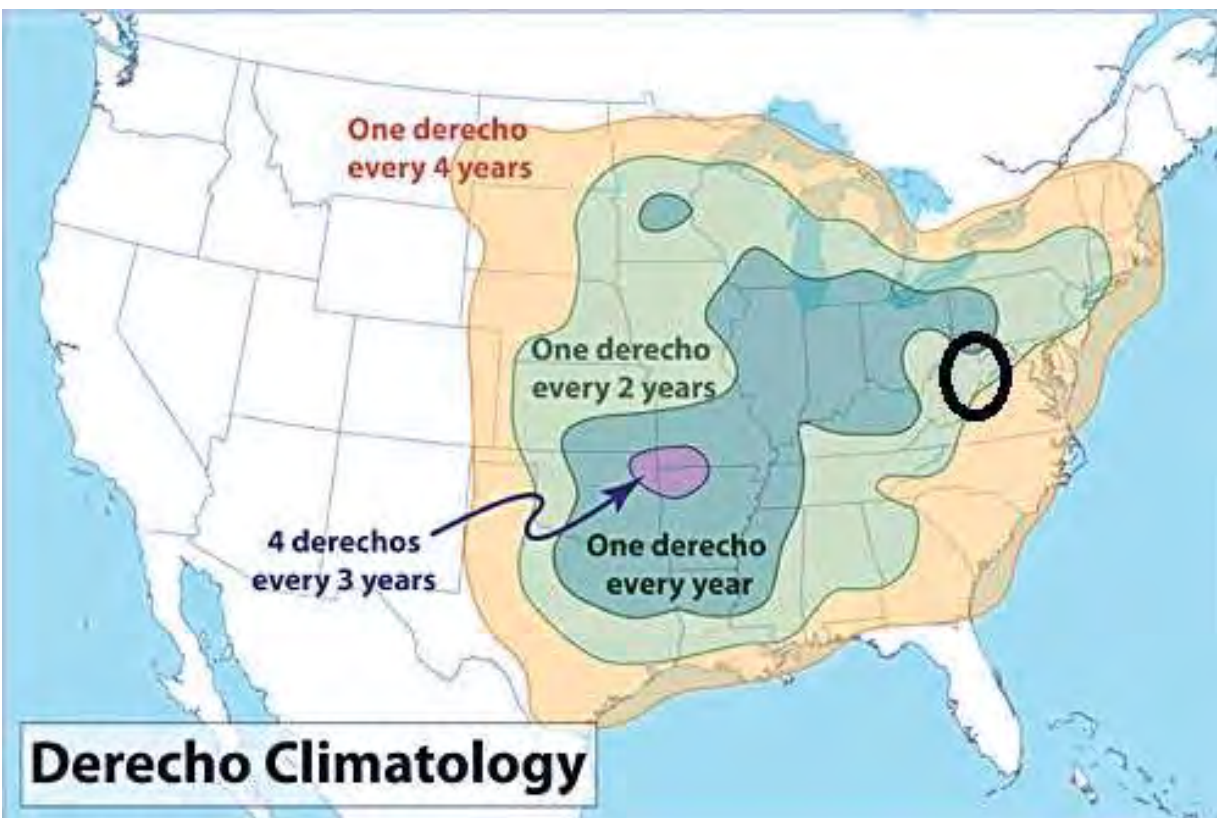 One derecho
every 4 years
One derecho
every 2 years
4 derechos
every 3 years
One derecho
every year
Derecho Climatology